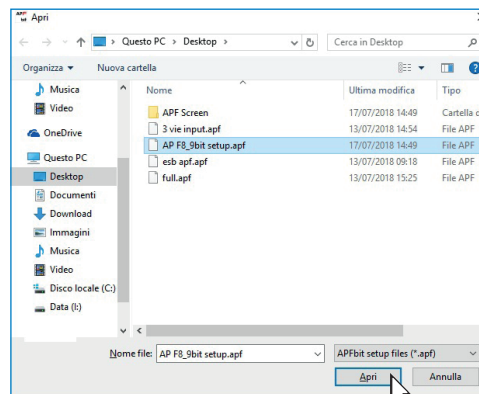 Apri
Questo PC > Desktop >
Cerca in Desktop
Organizza
Nuova cartella
Nome
Ultima modifica
Tipo
APF Screen 17/07/2018 14:49 Cartella d
3 vie input.apf 13/07/2018 14:54 File APF
AP F8_9bit setup.apf 17/07/2018 14:49 File APF
esb apf.apf 13/07/2018 09:18 File APF
full.apf 13/07/2018 15:25 File APF
Musica
Video
OneDrive
Questo PC
Desktop
Documenti
Download
Immagini
Musica
Video
Disco locale (C:)
Data (I:)
Nome file: AP F8_9bit setup.apf
APFbit setup files (*.apf)
Apri
Annulla